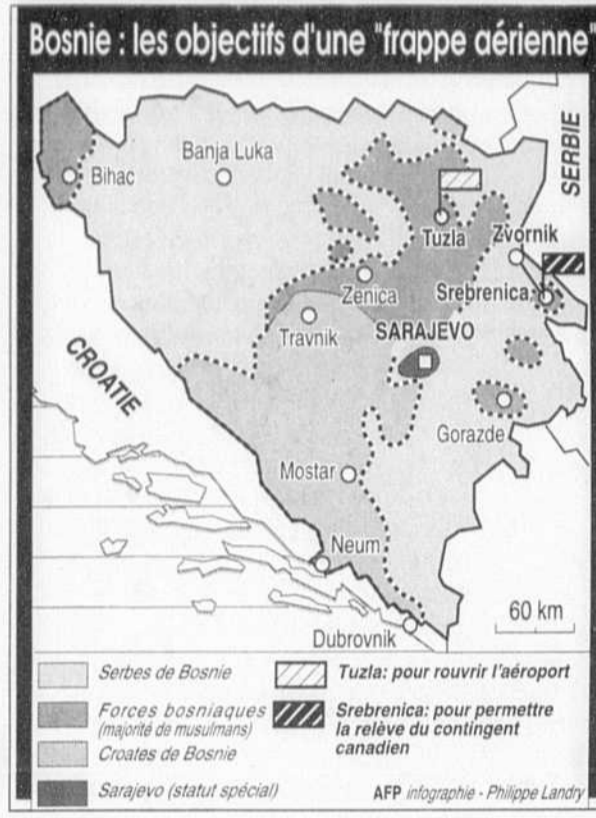 Bosnie : les objectifs d'une "frappe aérienne"
SERBIE
Bihac
Banja Luka
Tuzla
Zvornik
Srebrenica
Zenica
Travnik
SARAJEVO
CROATIE
Gorazde
Mostar
Neum
60 km
Dubrovnik
Serbes de Bosnie
Tuzla: pour rouvrir l'aéroport
Forces bosniaques
(majorité de musulmans)
Srebrenica: pour permettre
la relève du contingent
canadien
Croates de Bosnie
Sarajevo (statut spécial)
AFP infographie - Philippe Landry